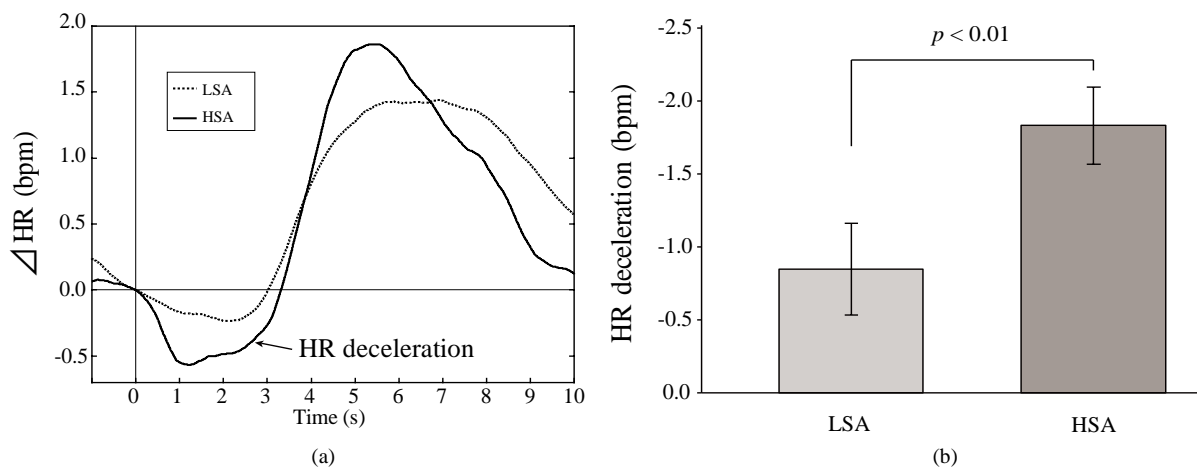 2.0
1.5
1.0
0.5
0.0
-0.5
⊿HR (bpm)
LSA
HSA
HR deceleration
0 1 2 3 4 5 6 7 8 9 10
Time (s)
(a)
-2.5
-2.0
-1.5
-1.0
-0.5
0.0
HR deceleration (bpm)
p < 0.01
LSA HSA
(b)